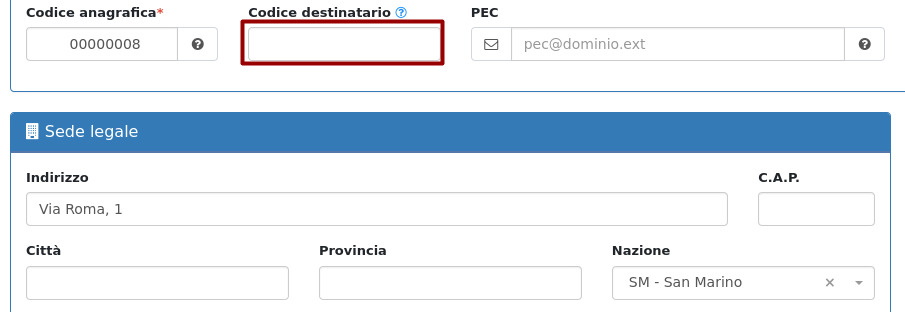 Codice anagrafica* Codice destinatario PEC
00000008 pec@dominio.ext
Sede legale
Indirizzo C.A.P.
Via Roma, 1
Città Provincia Nazione
SM - San Marino ×